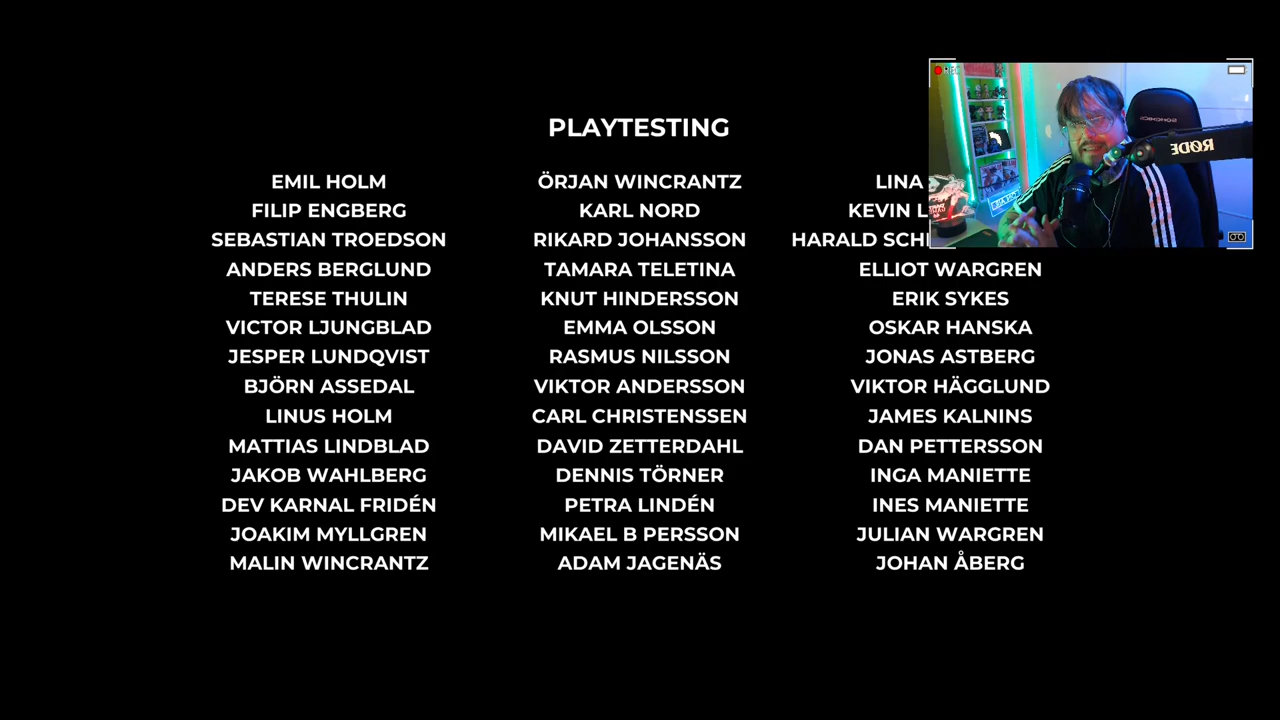 PLAYTESTING
EMIL HOLM
FILIP ENGBERG
SEBASTIAN TROEDSON
ANDERS BERGLUND
TERESE THULIN
VICTOR LJUNGBLAD
JESPER LUNDQVIST
BJÖRN ASSEDAL
LINUS HOLM
MATTIAS LINDBLAD
JAKOB WAHLBERG
DEV KARNAL FRIDÉN
JOAKIM MYLLGREN
MALIN WINCRANTZ
ÖRJAN WINCRANTZ
KARL NORD
RIKARD JOHANSSON
TAMARA TELETINA
KNUT HINDERSSON
EMMA OLSSON
RASMUS NILSSON
VIKTOR ANDERSSON
CARL CHRISTENSSEN
DAVID ZETTERDAHL
DENNIS TÖRNER
PETRA LINDÉN
MIKAEL B PERSSON
ADAM JAGENÄS
LINA
KEVIN
HARALD
ELLIOT WARGREN
ERIK SYKES
OSKAR HANSKA
JONAS ASTBERG
VIKTOR HÄGGLUND
JAMES KALNINS
DAN PETTERSSON
INGA MANIETTE
INES MANIETTE
JULIAN WARGREN
JOHAN ÅBERG
REC
RØDE